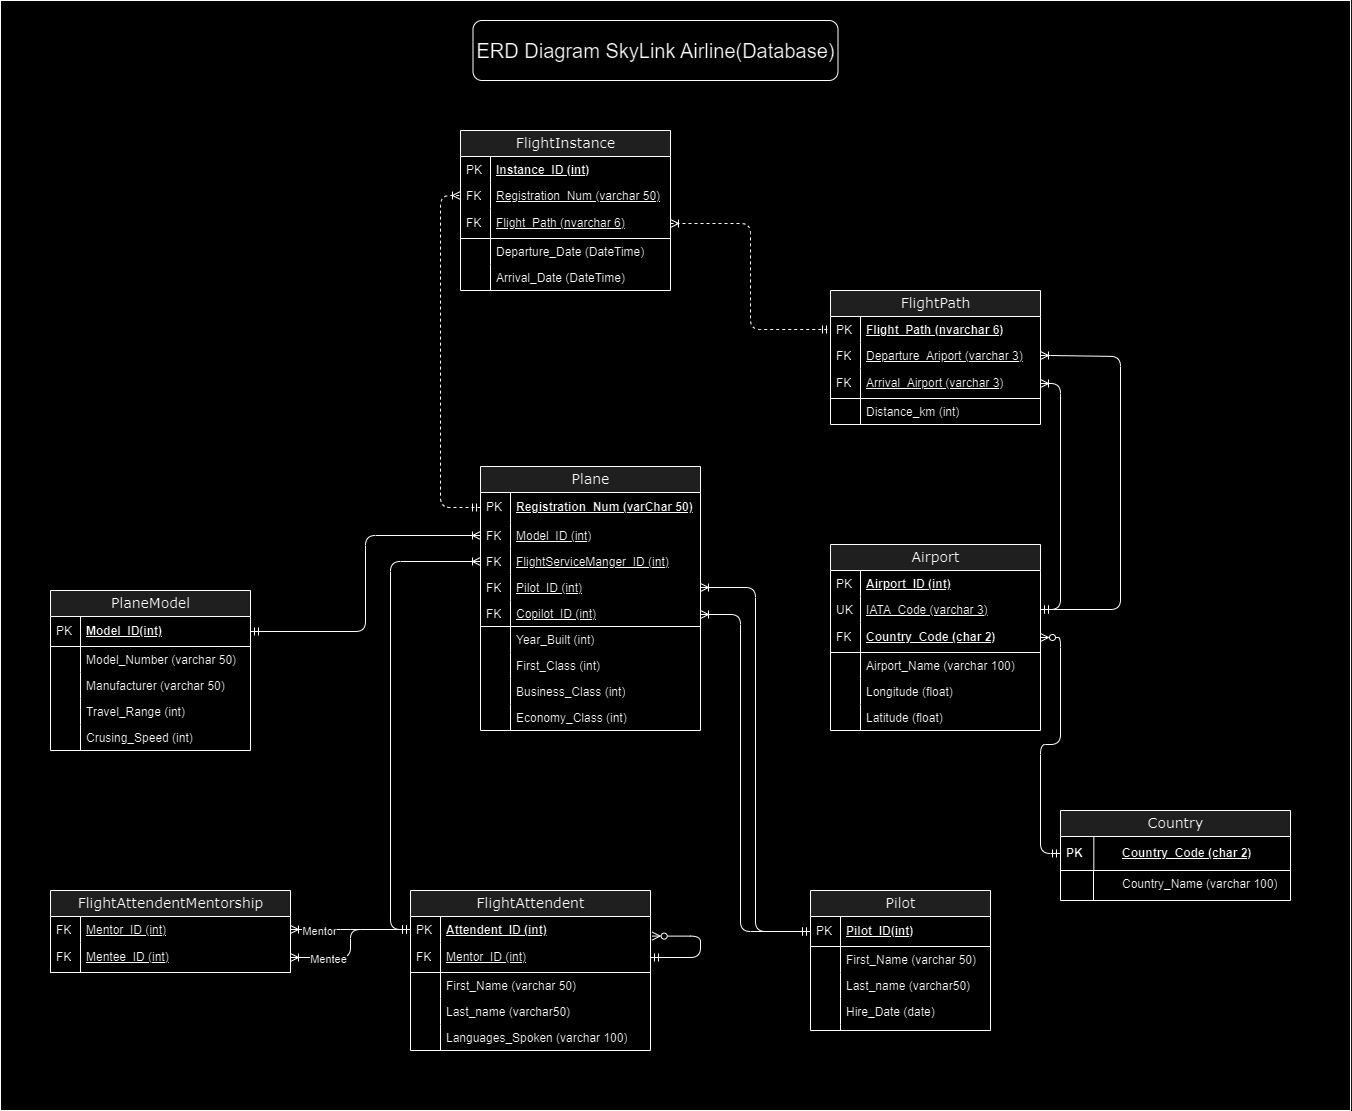 ERD Diagram SkyLink Airline(Database)
FlightInstance
PK Instance_ID (int)
FK Registration_Num (varchar 50)
FK Flight_Path (nvarchar 6)
Departure_Date (DateTime)
Arrival_Date (DateTime)
FlightPath
PK Flight_Path (nvarchar 6)
FK Departure_Ariport (varchar 3)
FK Arrival_Airport (varchar 3)
Distance_km (int)
Plane
PK Registration_Num (varChar 50)
FK Model_ID (int)
FK FlightServiceManger_ID (int)
FK Pilot_ID (int)
FK Copilot_ID (int)
Year_Built (int)
First_Class (int)
Business_Class (int)
Economy_Class (int)
Airport
PK Airport_ID (int)
UK IATA_Code (varchar 3)
FK Country_Code (char 2)
Airport_Name (varchar 100)
Longitude (float)
Latitude (float)
PlaneModel
PK Model_ID(int)
Model_Number (varchar 50)
Manufacturer (varchar 50)
Travel_Range (int)
Crusing_Speed (int)
Country
PK Country_Code (char 2)
Country_Name (varchar 100)
FlightAttendentMentorship
FK Mentor_ID (int)
FK Mentee_ID (int)
Mentor
Mentee
FlightAttendent
PK Attendent_ID (int)
FK Mentor_ID (int)
First_Name (varchar 50)
Last_name (varchar50)
Languages_Spoken (varchar 100)
Pilot
PK Pilot_ID(int)
First_Name (varchar 50)
Last_name (varchar50)
Hire_Date (date)